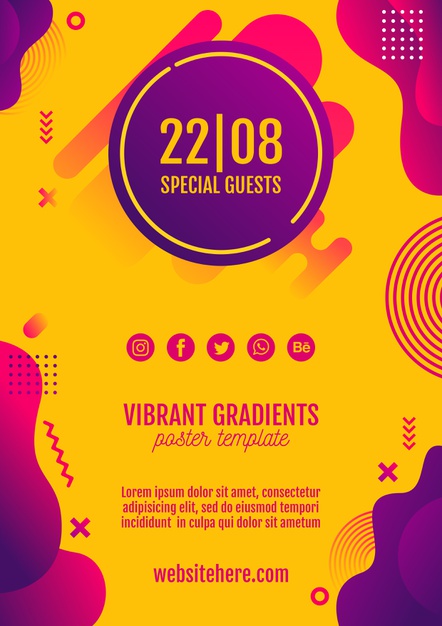 22|08
SPECIAL GUESTS
Bē
VIBRANT GRADIENTS
poster template
Lorem ipsum dolor sit amet, consectetur
adipisicing elit, sed do eiusmod tempor
incididunt in culpa qui dolor sit ametum
websitehere.com